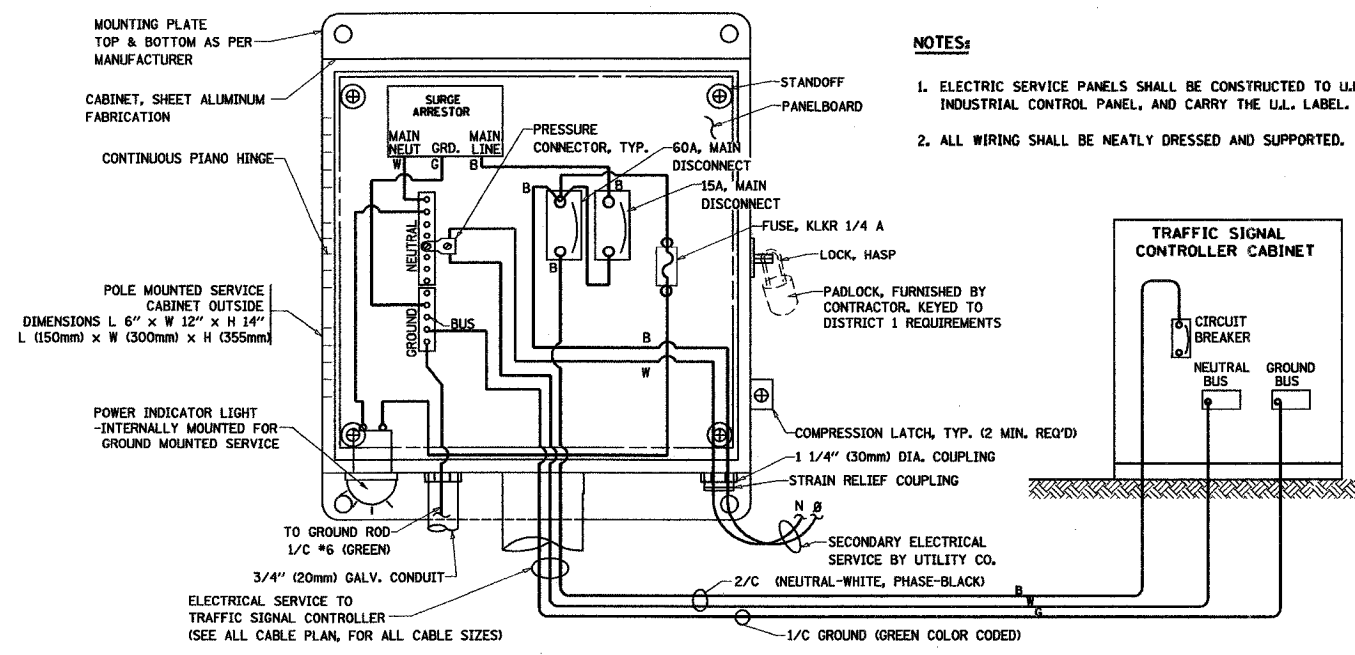 MOUNTING PLATE
TOP & BOTTOM AS PER
MANUFACTURER
CABINET, SHEET ALUMINUM
FABRICATION
CONTINUOUS PIANO HINGE
POLE MOUNTED SERVICE
CABINET OUTSIDE
DIMENSIONS L 6" x W 12" x H 14"
L (150mm) x W (300mm) x H (355mm)
POWER INDICATOR LIGHT
-INTERNALLY MOUNTED FOR
GROUND MOUNTED SERVICE
SURGE
ARRESTOR
MAIN
NEUT
GRD.
MAIN
LINE
W
G
B
NEUTRAL
GROUND
BUS
PRESSURE
CONNECTOR, TYP.
STANDOFF
PANELBOARD
60A, MAIN
DISCONNECT
15A, MAIN
DISCONNECT
B
B
B
FUSE, KLKR 1/4 A
LOCK, HASP
PADLOCK, FURNISHED BY
CONTRACTOR. KEYED TO
DISTRICT 1 REQUIREMENTS
B
W
COMPRESSION LATCH, TYP. (2 MIN. REQ'D)
1 1/4" (30mm) DIA. COUPLING
STRAIN RELIEF COUPLING
N Ø
SECONDARY ELECTRICAL
SERVICE BY UTILITY CO.
TO GROUND ROD
1/C #6 (GREEN)
3/4" (20mm) GALV. CONDUIT
ELECTRICAL SERVICE TO
TRAFFIC SIGNAL CONTROLLER
(SEE ALL CABLE PLAN, FOR ALL CABLE SIZES)
2/C (NEUTRAL-WHITE, PHASE-BLACK)
B
W
G
1/C GROUND (GREEN COLOR CODED)
NOTES:
1. ELECTRIC SERVICE PANELS SHALL BE CONSTRUCTED TO U.L
INDUSTRIAL CONTROL PANEL, AND CARRY THE U.L. LABEL.
2. ALL WIRING SHALL BE NEATLY DRESSED AND SUPPORTED.
TRAFFIC SIGNAL
CONTROLLER CABINET
CIRCUIT
BREAKER
NEUTRAL
BUS
GROUND
BUS